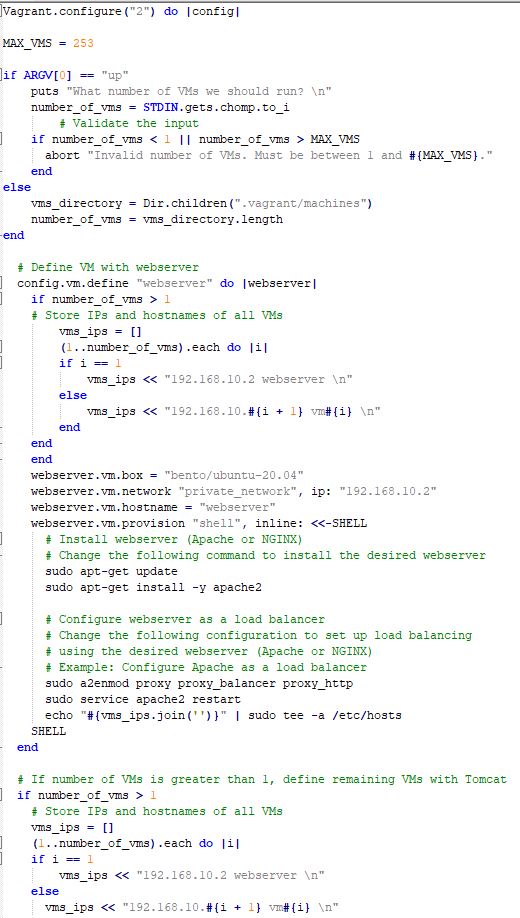 Vagrant.configure("2") do |config|
MAX_VMS = 253
if ARGV[0] == "up"
puts "What number of VMs we should run? \n"
number_of_vms = STDIN.gets.chomp.to_i
# Validate the input
if number_of_vms < 1 || number_of_vms > MAX_VMS
abort "Invalid number of VMs. Must be between 1 and #{MAX_VMS}."
end
else
vms_directory = Dir.children(".vagrant/machines")
number_of_vms = vms_directory.length
end
# Define VM with webserver
config.vm.define "webserver" do |webserver|
if number_of_vms > 1
# Store IPs and hostnames of all VMs
vms_ips = []
(1..number_of_vms).each do |i|
if i == 1
vms_ips << "192.168.10.2 webserver \n"
else
vms_ips << "192.168.10.#{i + 1} vm#{i} \n"
end
end
end
webserver.vm.box = "bento/ubuntu-20.04"
webserver.vm.network "private_network", ip: "192.168.10.2"
webserver.vm.hostname = "webserver"
webserver.vm.provision "shell", inline: <<-SHELL
# Install webserver (Apache or NGINX)
# Change the following command to install the desired webserver
sudo apt-get update
sudo apt-get install -y apache2
# Configure webserver as a load balancer
# Change the following configuration to set up load balancing
# using the desired webserver (Apache or NGINX)
# Example: Configure Apache as a load balancer
sudo a2enmod proxy proxy_balancer proxy_http
sudo service apache2 restart
echo "#{vms_ips.join('')}" | sudo tee -a /etc/hosts
SHELL
end
# If number of VMs is greater than 1, define remaining VMs with Tomcat
if number_of_vms > 1
# Store IPs and hostnames of all VMs
vms_ips = []
(1..number_of_vms).each do |i|
if i == 1
vms_ips << "192.168.10.2 webserver \n"
else
vms_ips << "192.168.10.#{i + 1} vm#{i} \n"